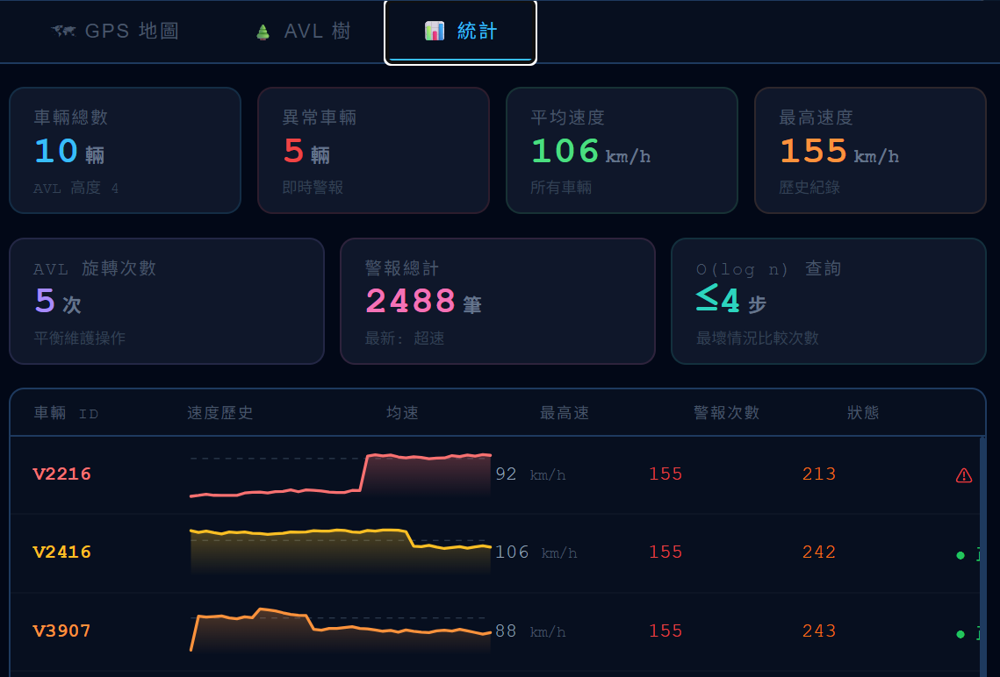 GPS 地圖 AVL 樹 統計
車輛總數 異常車輛 平均速度 最高速度
10 輛 5 輛 106 km/h 155 km/h
AVL 高度 4 即時警報 所有車輛 歷史紀錄
AVL 旋轉次數 警報總計 O(log n) 查詢
5 次 2488 筆 ≤4 步
平衡維護操作 最新: 超速 最壞情況比較次數
車輛 ID 速度歷史 均速 最高速 警報次數 狀態
V2216 92 km/h 155 213
V2416 106 km/h 155 242
V3907 88 km/h 155 243